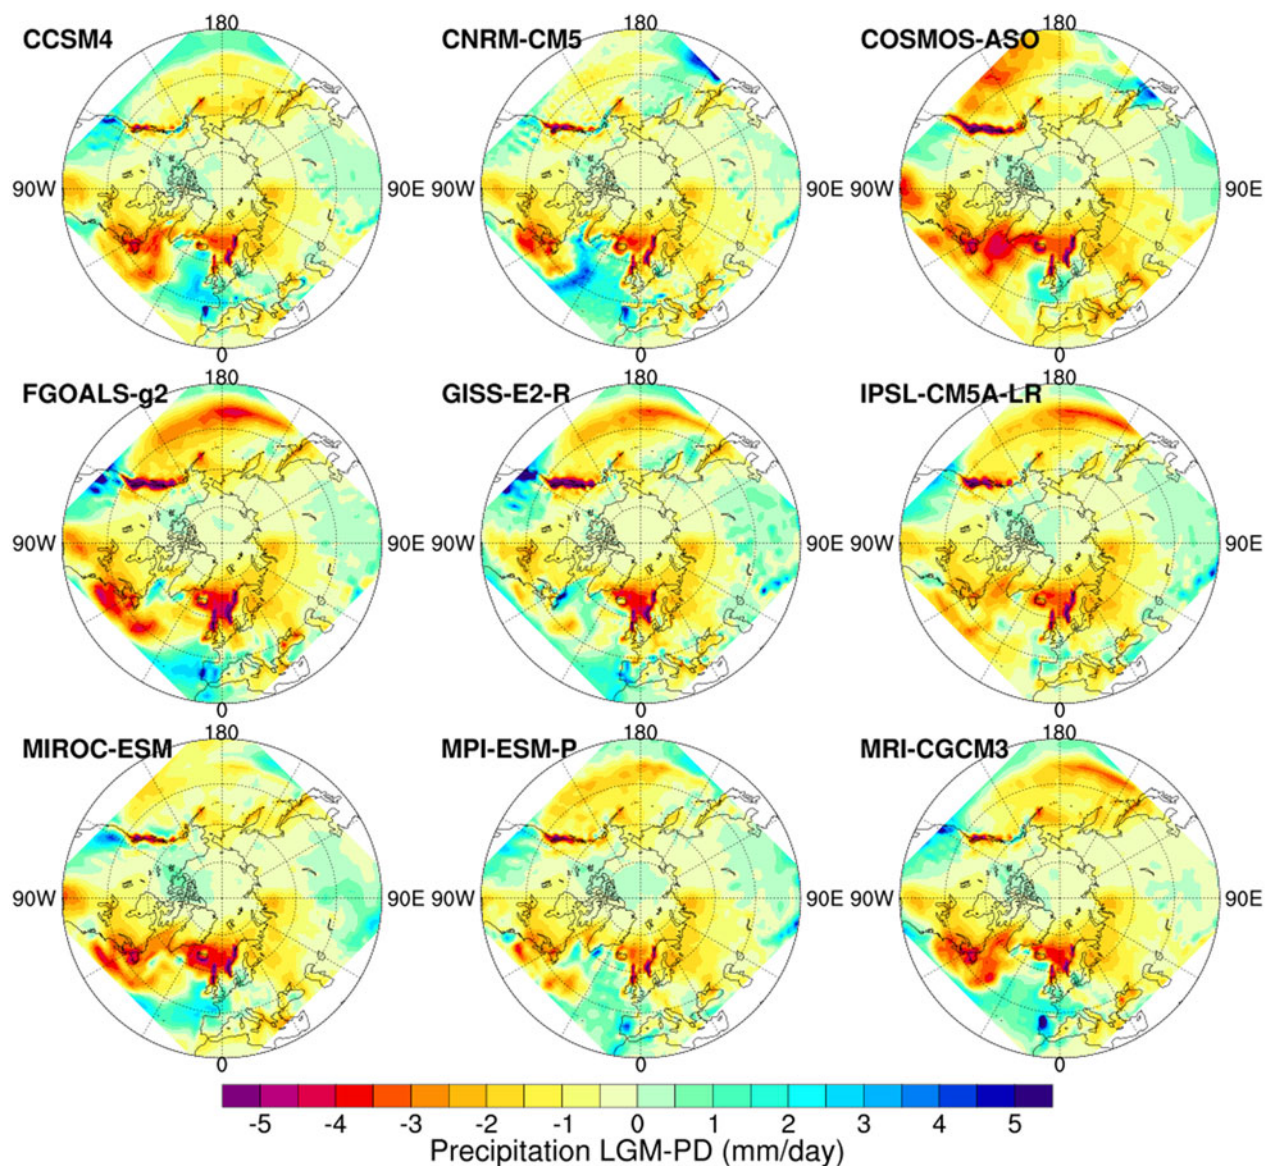 180 180 180
CCSM4 CNRM-CM5 COSMOS-ASO
90W 90E 90W 90E 90W 90E
0 0 0
180 180 180
FGOALS-g2 GISS-E2-R IPSL-CM5A-LR
90W 90E 90W 90E 90W 90E
0 0 0
180 180 180
MIROC-ESM MPI-ESM-P MRI-CGCM3
90W 90E 90W 90E 90W 90E
0 0 0
-5 -4 -3 -2 -1 0 1 2 3 4 5
Precipitation LGM-PD (mm/day)